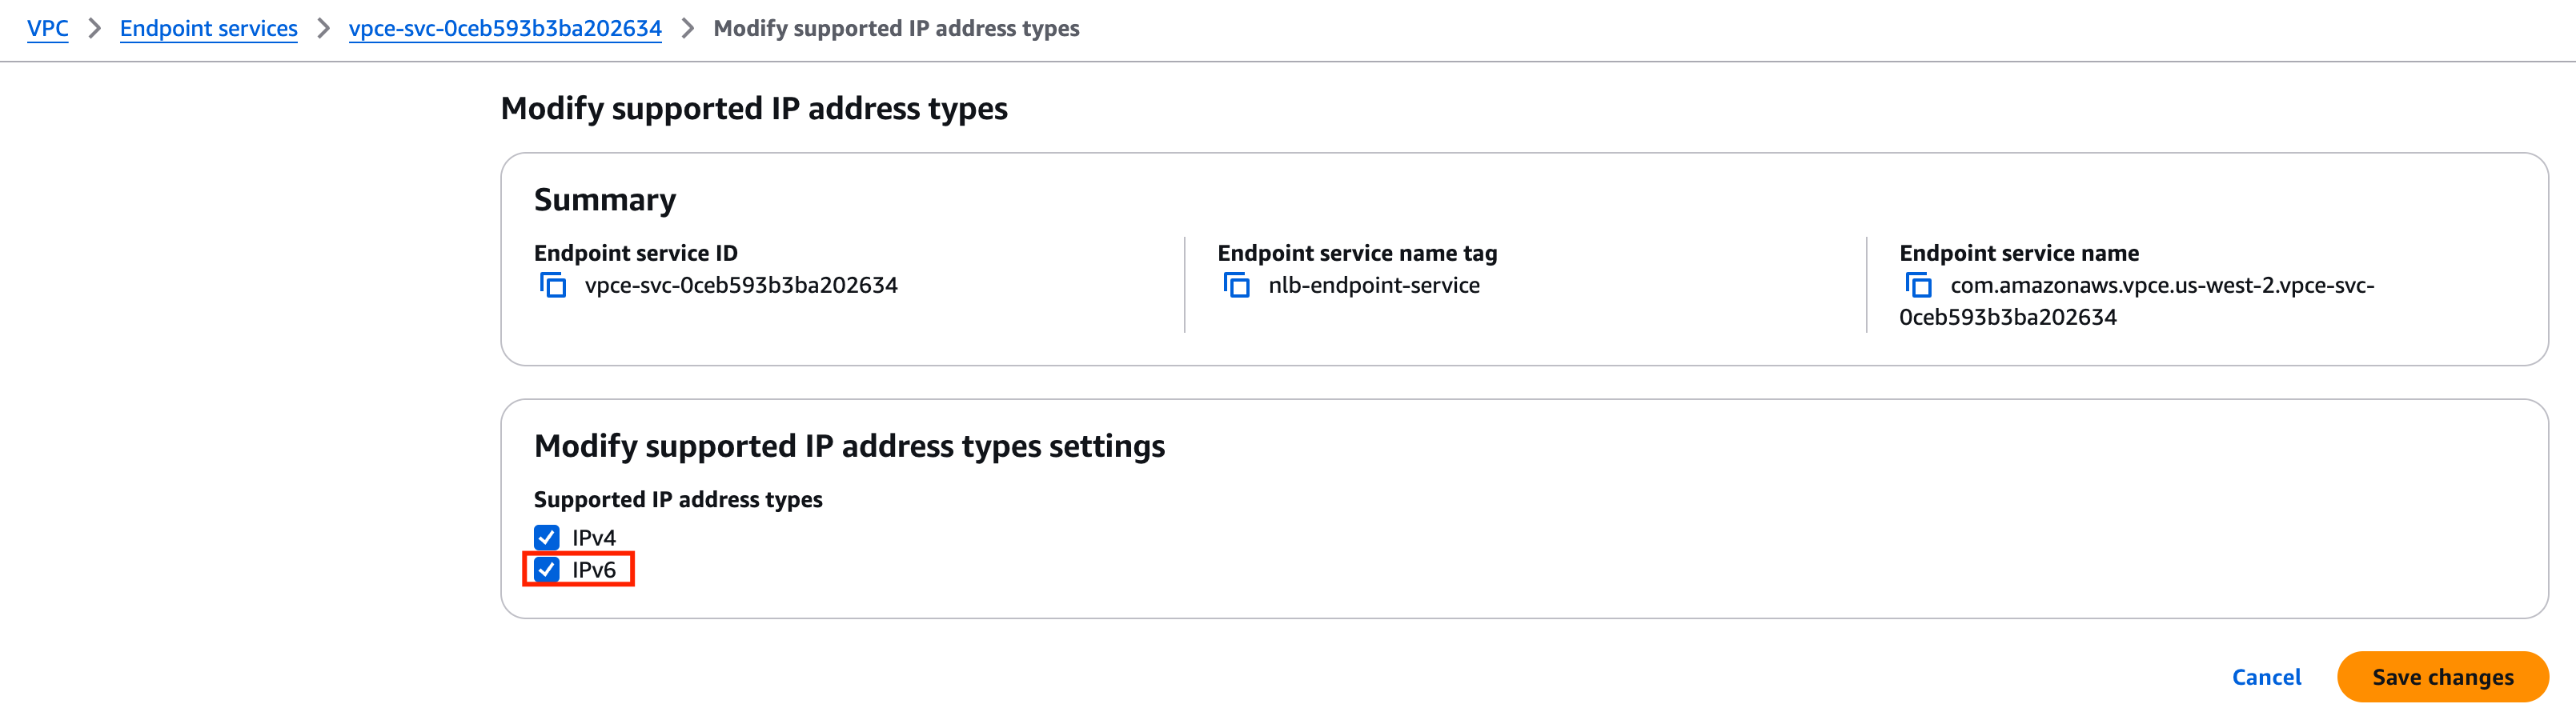 VPC > Endpoint services > vpce-svc-0ceb593b3ba202634 > Modify supported IP address types
Modify supported IP address types
Summary
Endpoint service ID
vpce-svc-0ceb593b3ba202634
Endpoint service name tag
nlb-endpoint-service
Endpoint service name
com.amazonaws.vpce.us-west-2.vpce-svc-
0ceb593b3ba202634
Modify supported IP address types settings
Supported IP address types
IPv4
IPv6
Cancel
Save changes